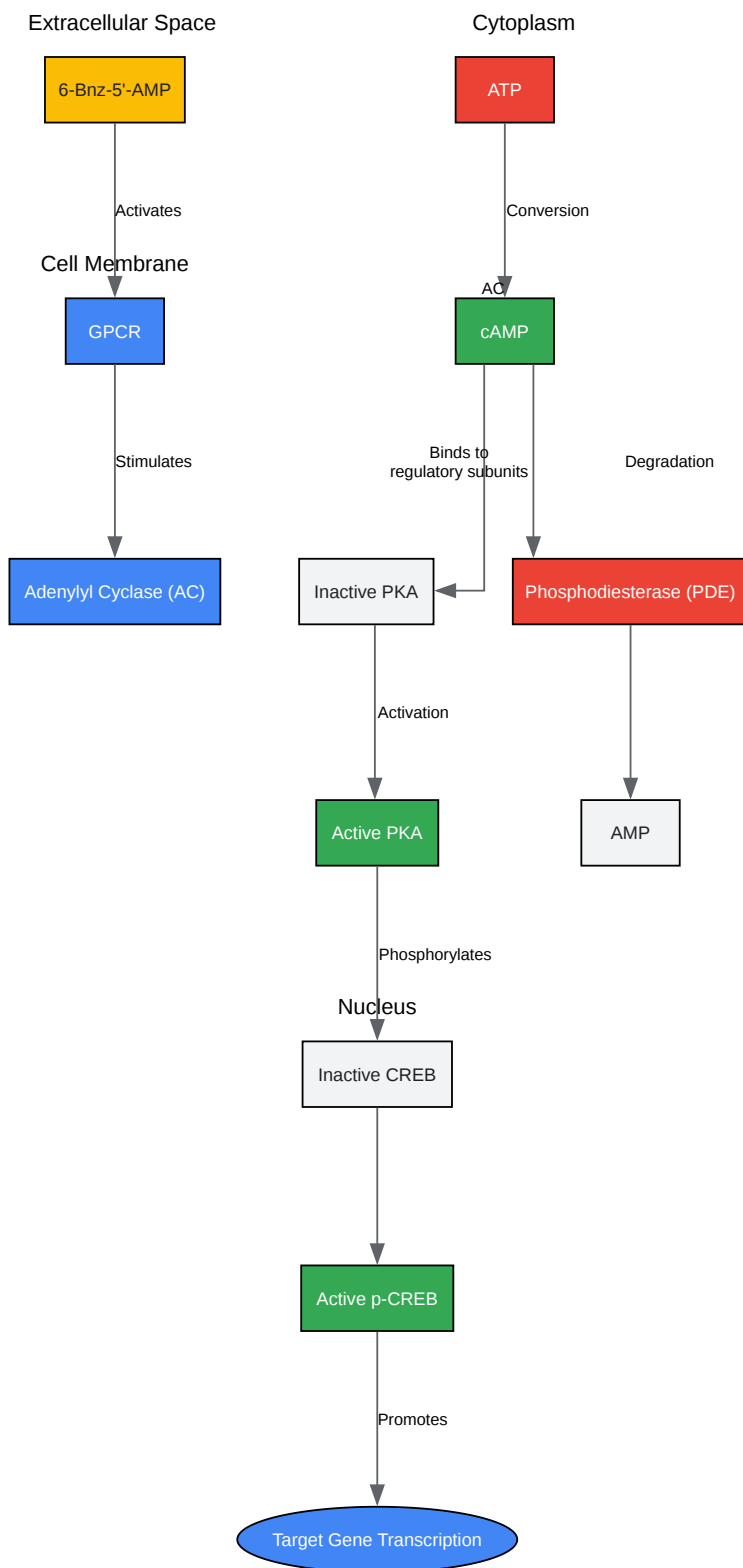 Extracellular Space
Cytoplasm
6-Bnz-5'-AMP
ATP
Activates
Conversion
Cell Membrane
AC
GPCR
cAMP
Stimulates
Binds to
regulatory subunits
Degradation
Adenylyl Cyclase (AC)
Inactive PKA
Phosphodiesterase (PDE)
Activation
Active PKA
AMP
Phosphorylates
Nucleus
Inactive CREB
Active p-CREB
Promotes
Target Gene Transcription